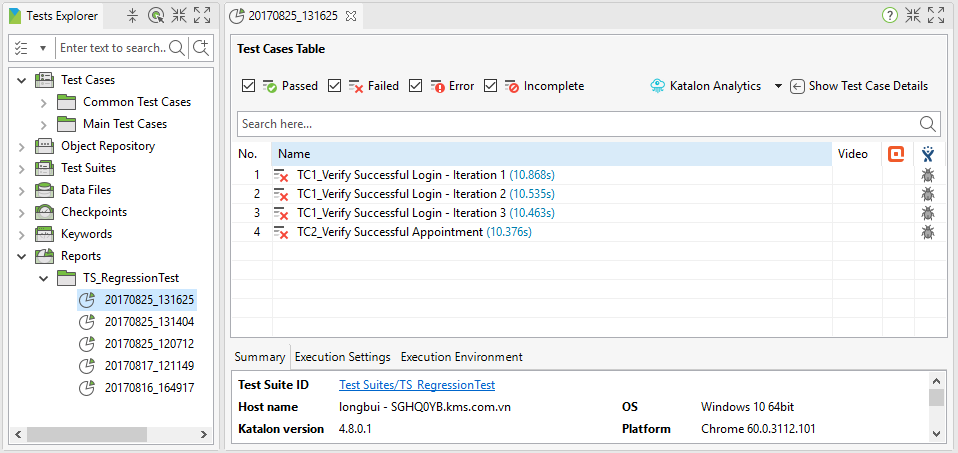 Tests Explorer
Enter text to search...
Test Cases
Common Test Cases
Main Test Cases
Object Repository
Test Suites
Data Files
Checkpoints
Keywords
Reports
TS_RegressionTest
20170825_131625
20170825_131404
20170825_120712
20170817_121149
20170816_164917
20170825_131625
Test Cases Table
Passed Failed Error Incomplete Katalon Analytics Show Test Case Details
Search here...
No. Name Video
1 TC1_Verify Successful Login - Iteration 1 (10.868s)
2 TC1_Verify Successful Login - Iteration 2 (10.535s)
3 TC1_Verify Successful Login - Iteration 3 (10.463s)
4 TC2_Verify Successful Appointment (10.376s)
Summary Execution Settings Execution Environment
Test Suite ID Test Suites/TS_RegressionTest
Host name longbui - SGHQ0YB.kms.com.vn OS Windows 10 64bit
Katalon version 4.8.0.1 Platform Chrome 60.0.3112.101